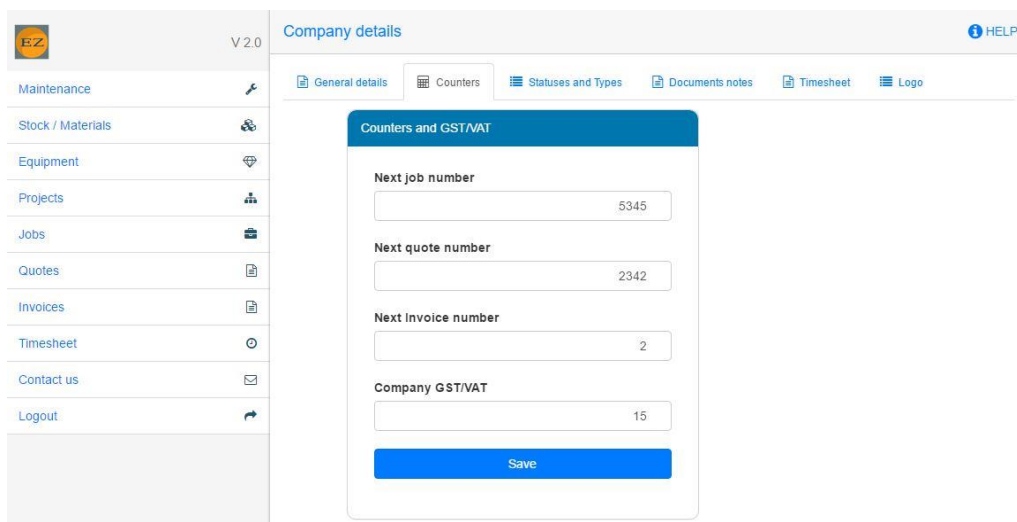 EZ
V 2.0
Maintenance
Stock / Materials
Equipment
Projects
Jobs
Quotes
Invoices
Timesheet
Contact us
Logout
Company details
HELP
General details
Counters
Statuses and Types
Documents notes
Timesheet
Logo
Counters and GST/VAT
Next job number
5345
Next quote number
2342
Next Invoice number
2
Company GST/VAT
15
Save